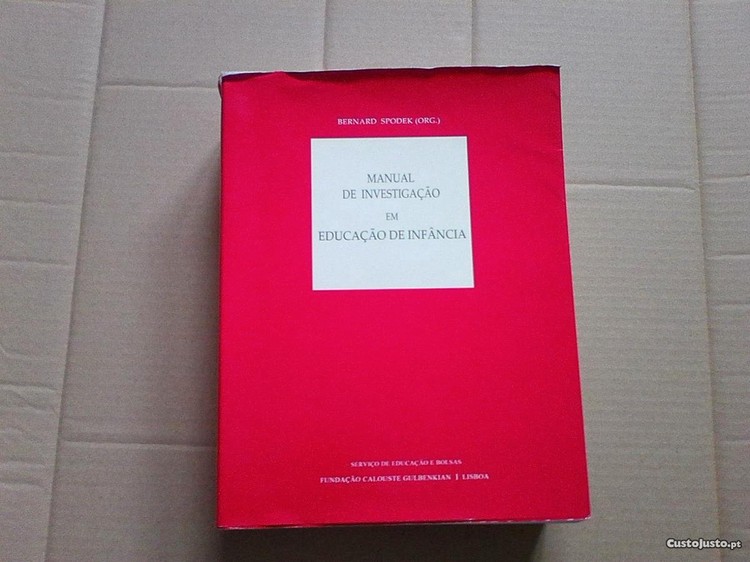 BERNARD SPODEK (ORG.)
MANUAL
DE INVESTIGAÇÃO
EM
EDUCAÇÃO DE INFÂNCIA
SERVIÇO DE EDUCAÇÃO E BOLSAS
FUNDAÇÃO CALOUSTE GULBENKIAN | LISBOA
CustoJusto.pt